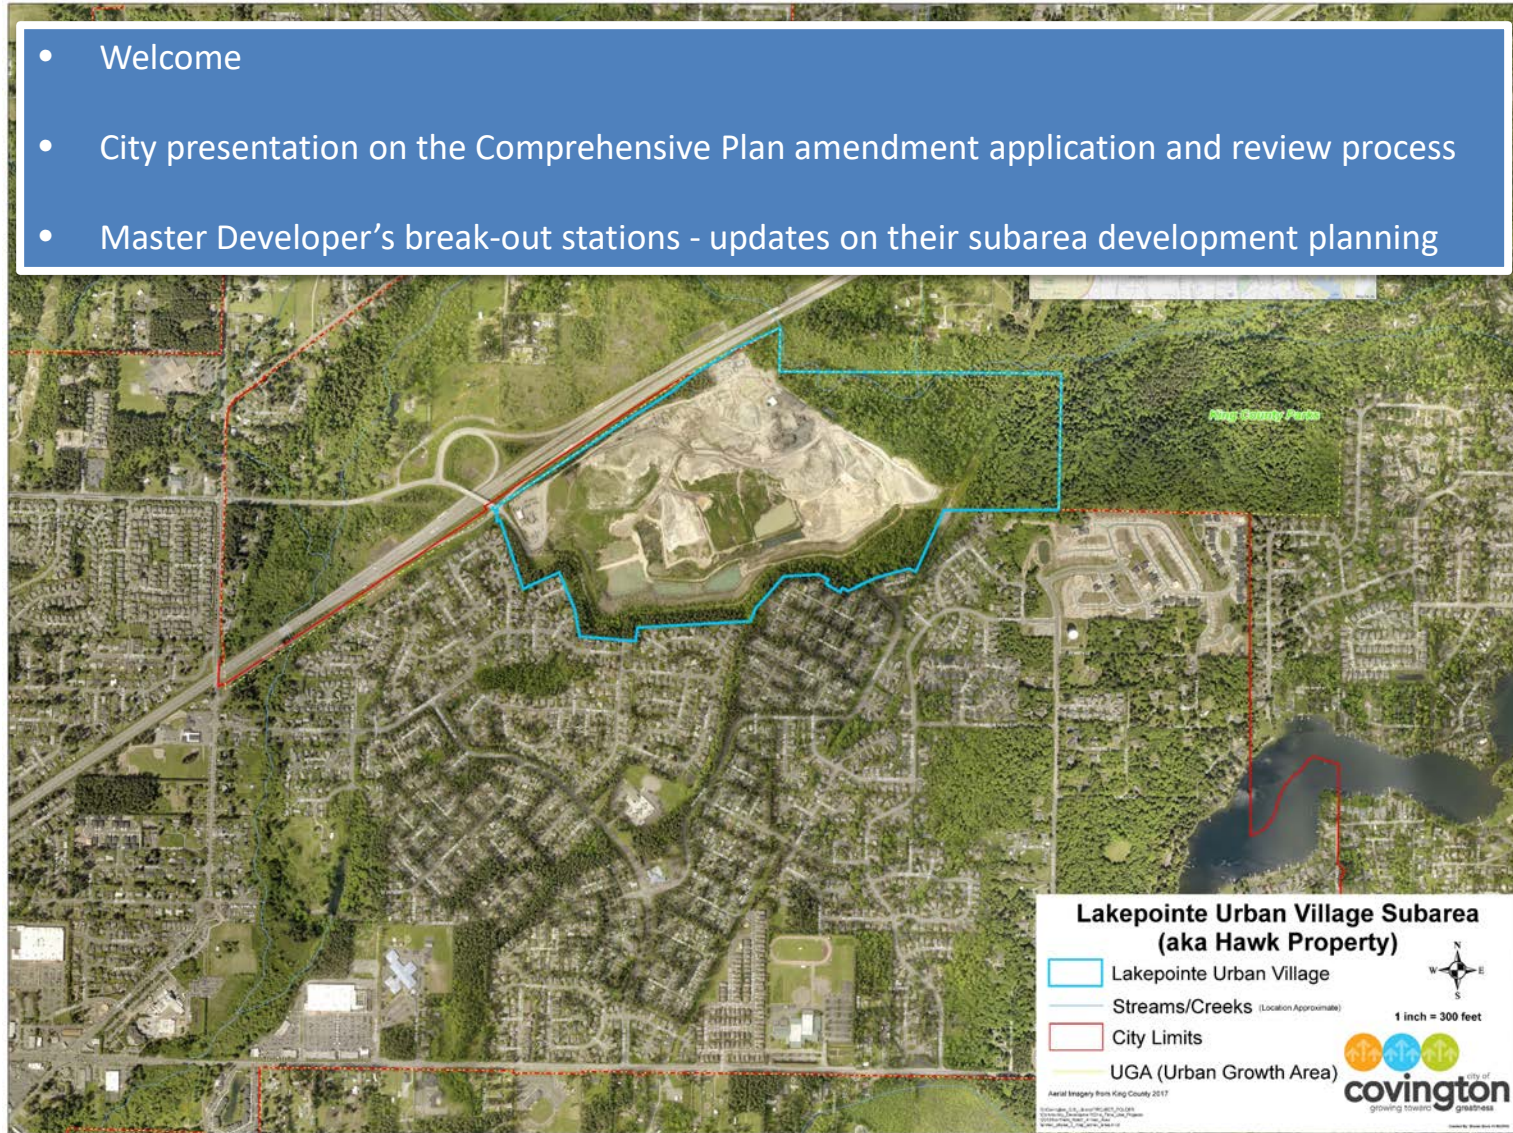 • Welcome
• City presentation on the Comprehensive Plan amendment application and review process
• Master Developer’s break-out stations - updates on their subarea development planning
King County Parks
Lakepointe Urban Village Subarea
(aka Hawk Property)
N
W E
S
Lakepointe Urban Village
Streams/Creeks (Location Approximate)
1 inch = 300 feet
City Limits
UGA (Urban Growth Area)
Aerial Imagery from King County 2017
city of
covington
growing toward greatness